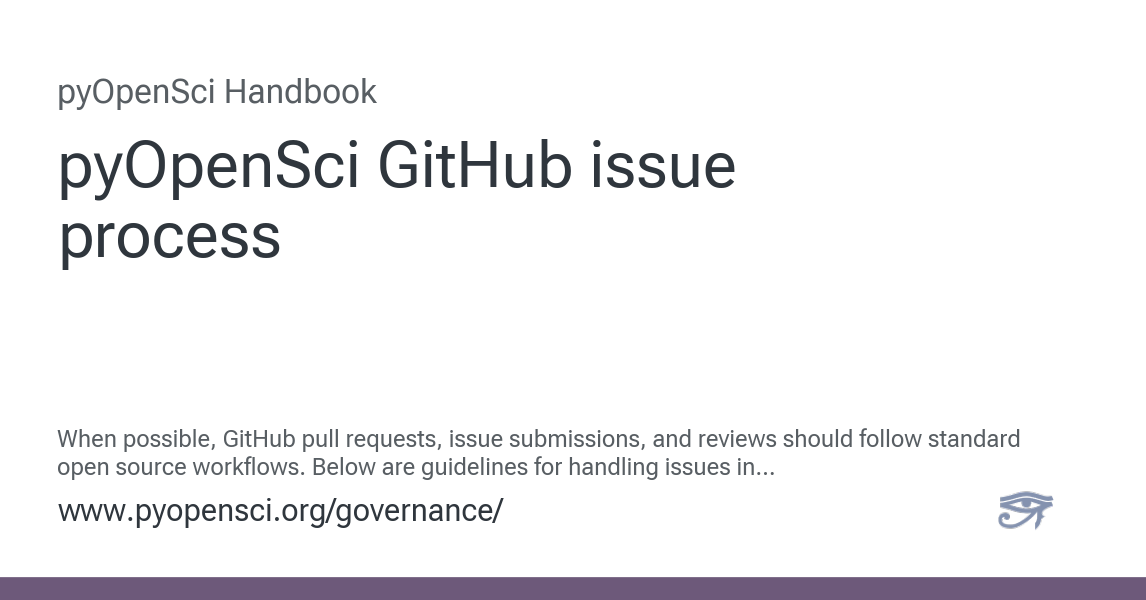 pyOpenSci Handbook
pyOpenSci GitHub issue
process
When possible, GitHub pull requests, issue submissions, and reviews should follow standard
open source workflows. Below are guidelines for handling issues in...
www.pyopensci.org/governance/